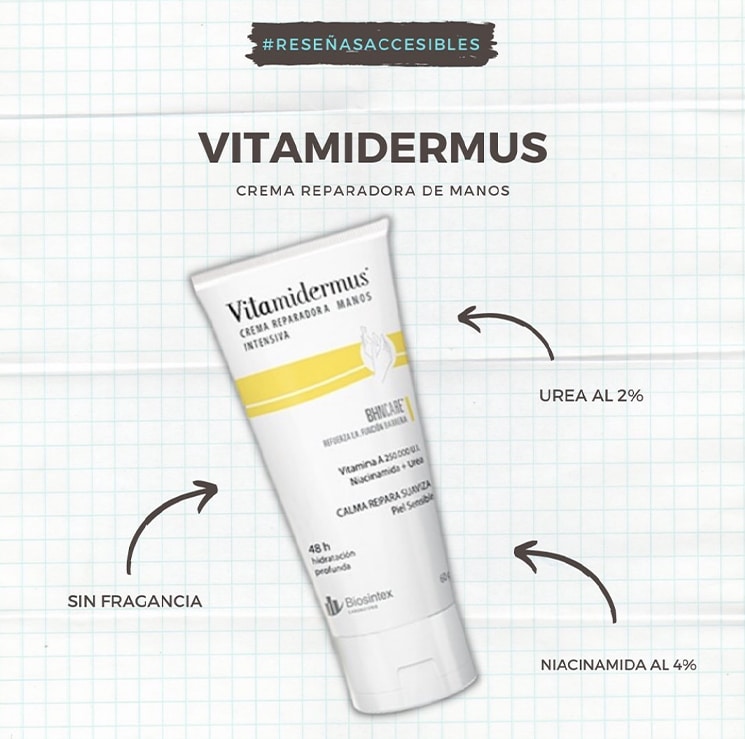 #RESEÑASACCESIBLES
VITAMIDERMUS
CREMA REPARADORA DE MANOS
Vitamidermus
CREMA REPARADORA MANOS
INTENSIVA
BHNCARE
REFUERZA LA FUNCIÓN BARRERA
Vitamina A 250.000 U.I.
Niacinamida + Urea
CALMA REPARA SUAVIZA
Piel Sensible
48 h
hidratación
profunda
60 g
Biosintex
UREA AL 2%
SIN FRAGANCIA
NIACINAMIDA AL 4%